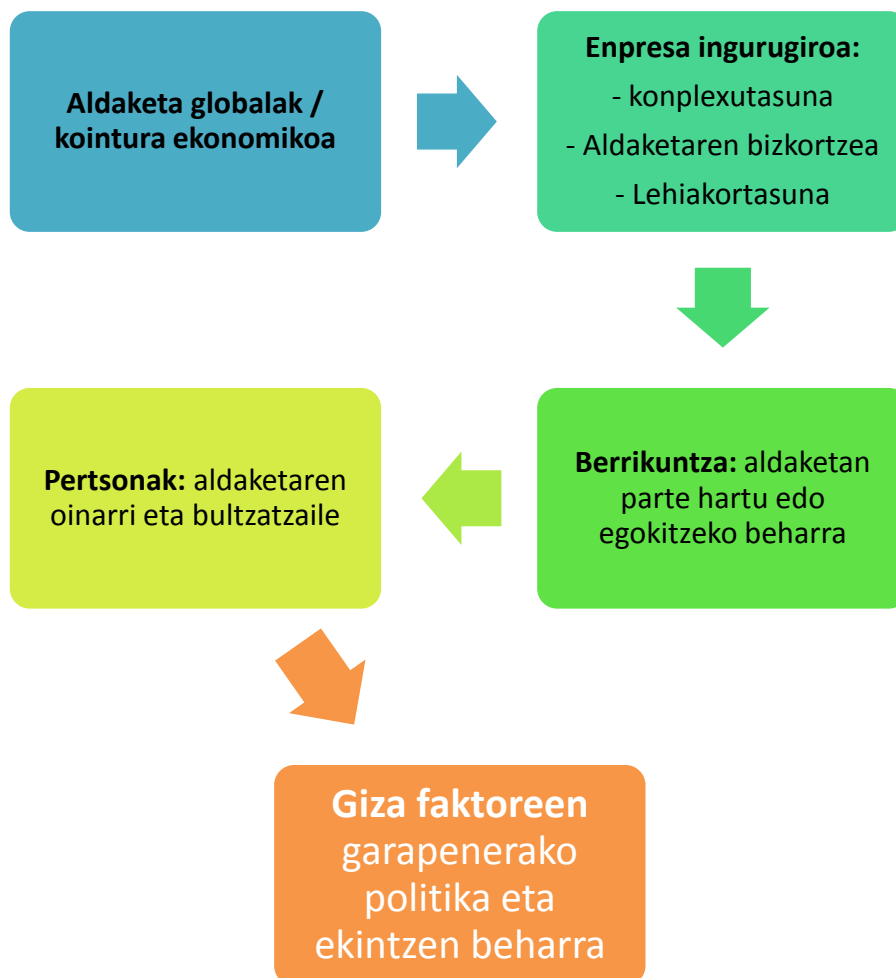 Aldaketa globalak /
kointura ekonomikoa
Enpresa ingurugiroa:
- konplexutasuna
- Aldaketaren bizkortzea
- Lehiakortasuna
Berrikuntza: aldaketan
parte hartu edo
egokitzeko beharra
Pertsonak: aldaketaren
oinarri eta bultzatzaile
Giza faktoreen
garapenerako
politika eta
ekintzen beharra